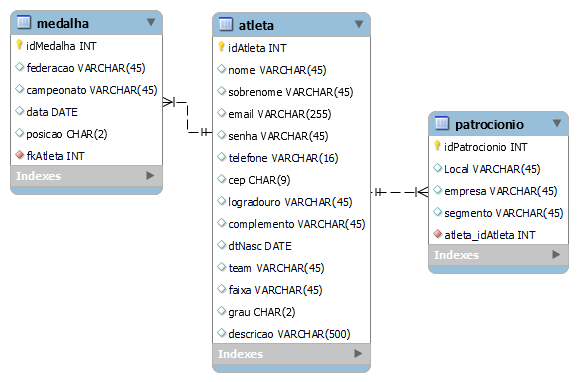 medalha
idMedalha INT
federacao VARCHAR(45)
campeonato VARCHAR(45)
data DATE
posicao CHAR(2)
fkAtleta INT
Indexes
atleta
idAtleta INT
nome VARCHAR(45)
sobrenome VARCHAR(45)
email VARCHAR(255)
senha VARCHAR(45)
telefone VARCHAR(16)
cep CHAR(9)
logradouro VARCHAR(45)
complemento VARCHAR(45)
dtNasc DATE
team VARCHAR(45)
faixa VARCHAR(45)
grau CHAR(2)
descricao VARCHAR(500)
Indexes
patrocionio
idPatrocionio INT
Local VARCHAR(45)
empresa VARCHAR(45)
segmento VARCHAR(45)
atleta_idAtleta INT
Indexes